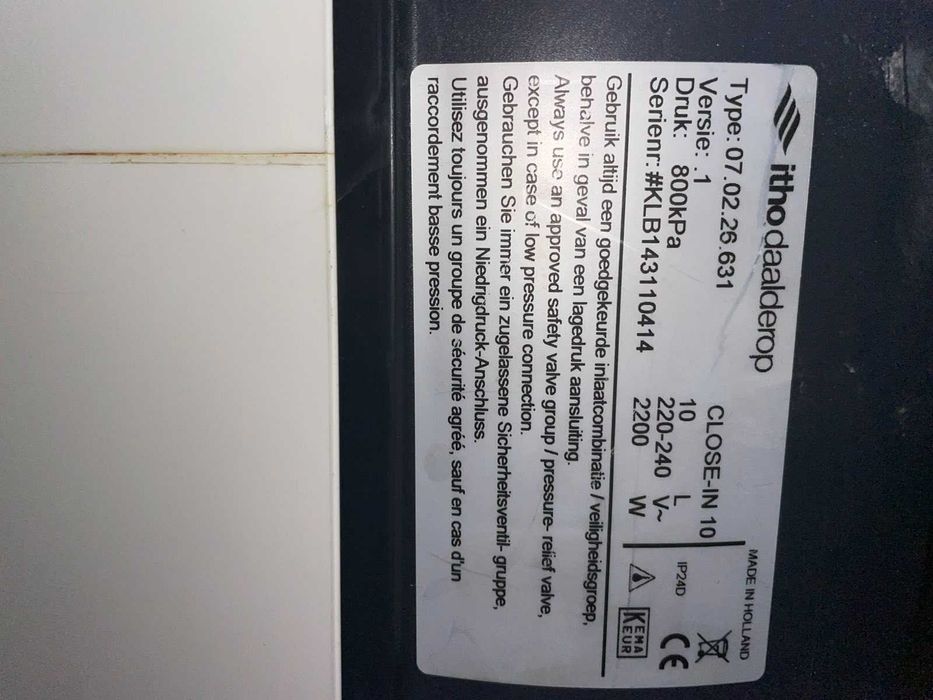 ithodaalderop
MADE IN HOLLAND
Type: 07.02.26.631 CLOSE-IN 10
Versie: .1 10 L IP24D CE
Druk: 800kPa 220-240 V~
Serienr:#KLB143110414 2200 W KEMA KEUR
Gebruik altijd een goedgekeurde inlaatcombinatie / veiligheidsgroep,
behalve in geval van een lagedruk aansluiting.
Always use an approved safety valve group / pressure- relief valve,
except in case of low pressure connection.
Gebrauchen Sie immer ein zugelassene Sicherheitsventil- gruppe,
ausgenommen ein Niedrigdruck-Anschluss.
Utilisez toujours un groupe de sécurité agréé, sauf en cas d'un
raccordement basse pression.